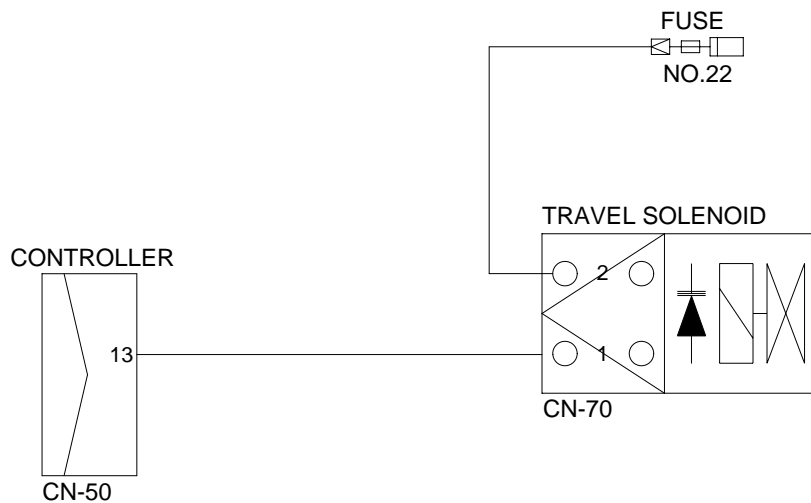 FUSE
NO.22
TRAVEL SOLENOID
CONTROLLER
2
13
1
CN-70
CN-50